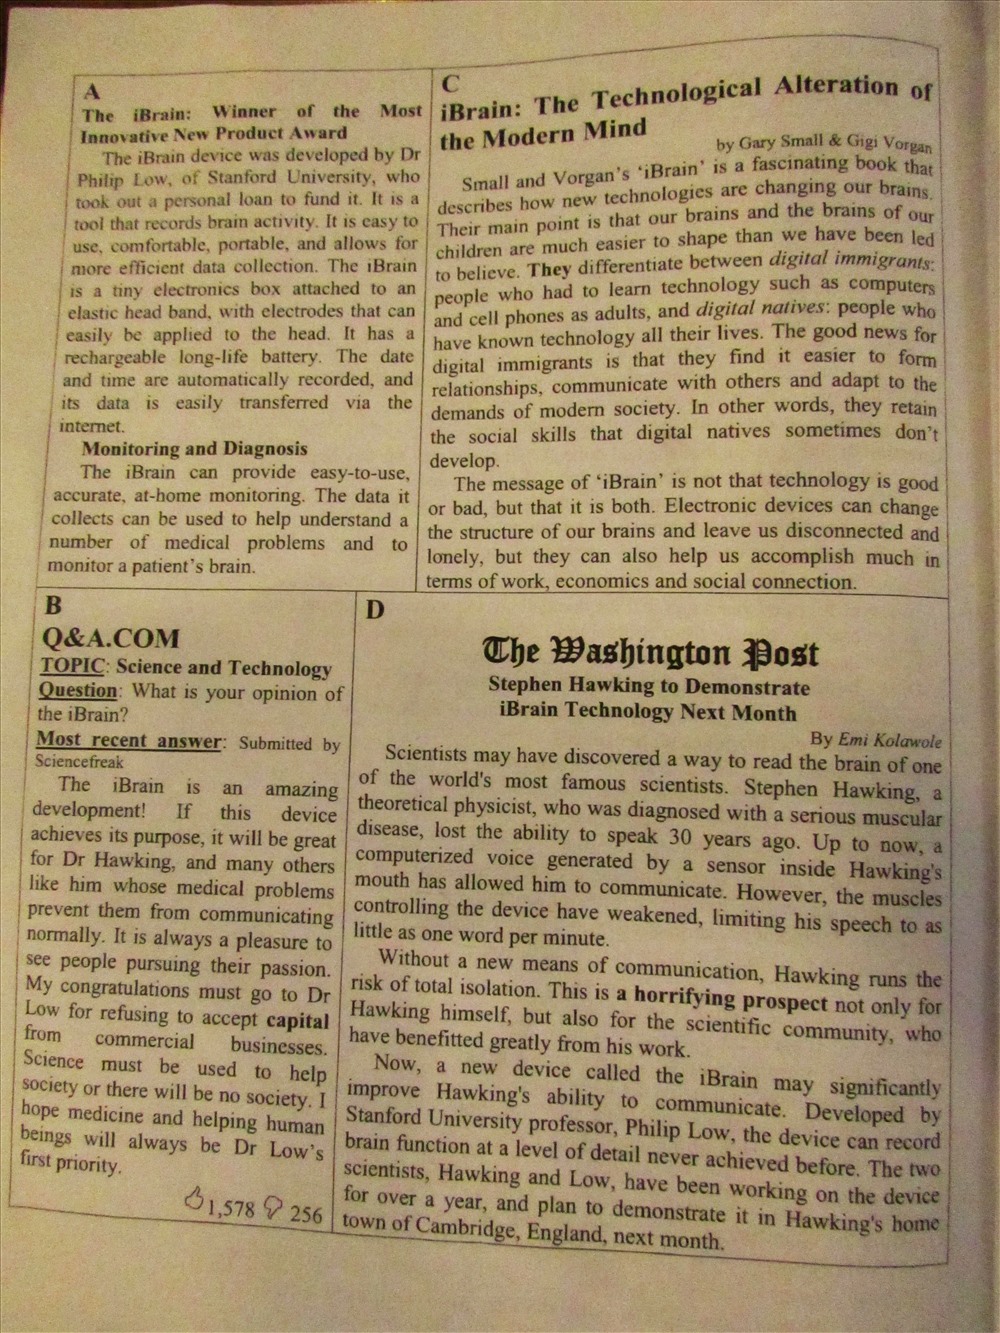 A
The iBrain: Winner of the Most
Innovative New Product Award
The iBrain device was developed by Dr
Philip Low, of Stanford University, who
took out a personal loan to fund it. It is a
tool that records brain activity. It is easy to
use, comfortable, portable, and allows for
more efficient data collection. The iBrain
is a tiny electronics box attached to an
elastic head band, with electrodes that can
easily be applied to the head. It has a
rechargeable long-life battery. The date
and time are automatically recorded, and
its data is easily transferred via the
internet.
Monitoring and Diagnosis
The iBrain can provide easy-to-use,
accurate, at-home monitoring. The data it
collects can be used to help understand a
number of medical problems and to
monitor a patient's brain.
B
Q&A.COM
TOPIC: Science and Technology
Question: What is your opinion of
the iBrain?
Most recent answer: Submitted by
Sciencefreak
The iBrain is an amazing
development! If this device
achieves its purpose, it will be great
for Dr Hawking, and many others
like him whose medical problems
prevent them from communicating
normally. It is always a pleasure to
see people pursuing their passion.
My congratulations must go to Dr
Low for refusing to accept capital
from commercial businesses.
Science must be used to help
society or there will be no society. I
hope medicine and helping human
beings will always be Dr Low's
first priority.
1,578 256
C
iBrain: The Technological Alteration of
the Modern Mind
by Gary Small & Gigi Vorgan
Small and Vorgan's 'iBrain' is a fascinating book that
describes how new technologies are changing our brains.
Their main point is that our brains and the brains of our
children are much easier to shape than we have been led
to believe. They differentiate between digital immigrants:
people who had to learn technology such as computers
and cell phones as adults, and digital natives: people who
have known technology all their lives. The good news for
digital immigrants is that they find it easier to form
relationships, communicate with others and adapt to the
demands of modern society. In other words, they retain
the social skills that digital natives sometimes don't
develop.
The message of 'iBrain' is not that technology is good
or bad, but that it is both. Electronic devices can change
the structure of our brains and leave us disconnected and
lonely, but they can also help us accomplish much in
terms of work, economics and social connection.
D
The Washington Post
Stephen Hawking to Demonstrate
iBrain Technology Next Month
By Emi Kolawole
Scientists may have discovered a way to read the brain of one
of the world's most famous scientists. Stephen Hawking, a
theoretical physicist, who was diagnosed with a serious muscular
disease, lost the ability to speak 30 years ago. Up to now, a
computerized voice generated by a sensor inside Hawking's
mouth has allowed him to communicate. However, the muscles
controlling the device have weakened, limiting his speech to as
little as one word per minute.
Without a new means of communication, Hawking runs the
risk of total isolation. This is a horrifying prospect not only for
Hawking himself, but also for the scientific community, who
have benefitted greatly from his work.
Now, a new device called the iBrain may significantly
improve Hawking's ability to communicate. Developed by
Stanford University professor, Philip Low, the device can record
brain function at a level of detail never achieved before. The two
scientists, Hawking and Low, have been working on the device
for over a year, and plan to demonstrate it in Hawking's home
town of Cambridge, England, next month.